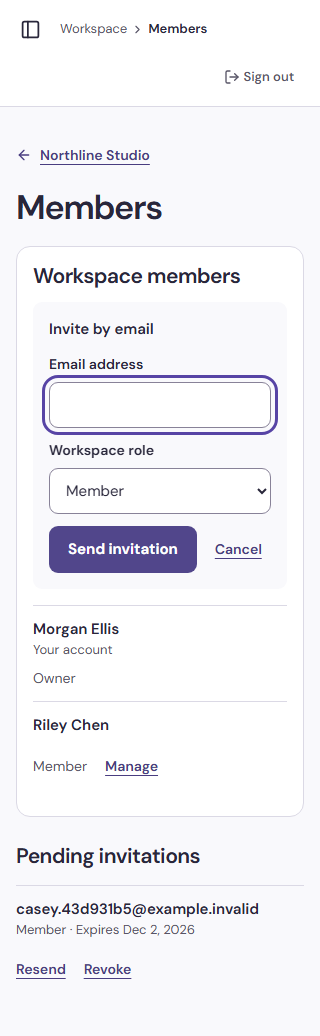 Workspace > Members
Sign out
Northline Studio
Members
Workspace members
Invite by email
Email address
Workspace role
Member
Send invitation Cancel
Morgan Ellis
Your account
Owner
Riley Chen
Member Manage
Pending invitations
casey.43d931b5@example.invalid
Member · Expires Dec 2, 2026
Resend Revoke